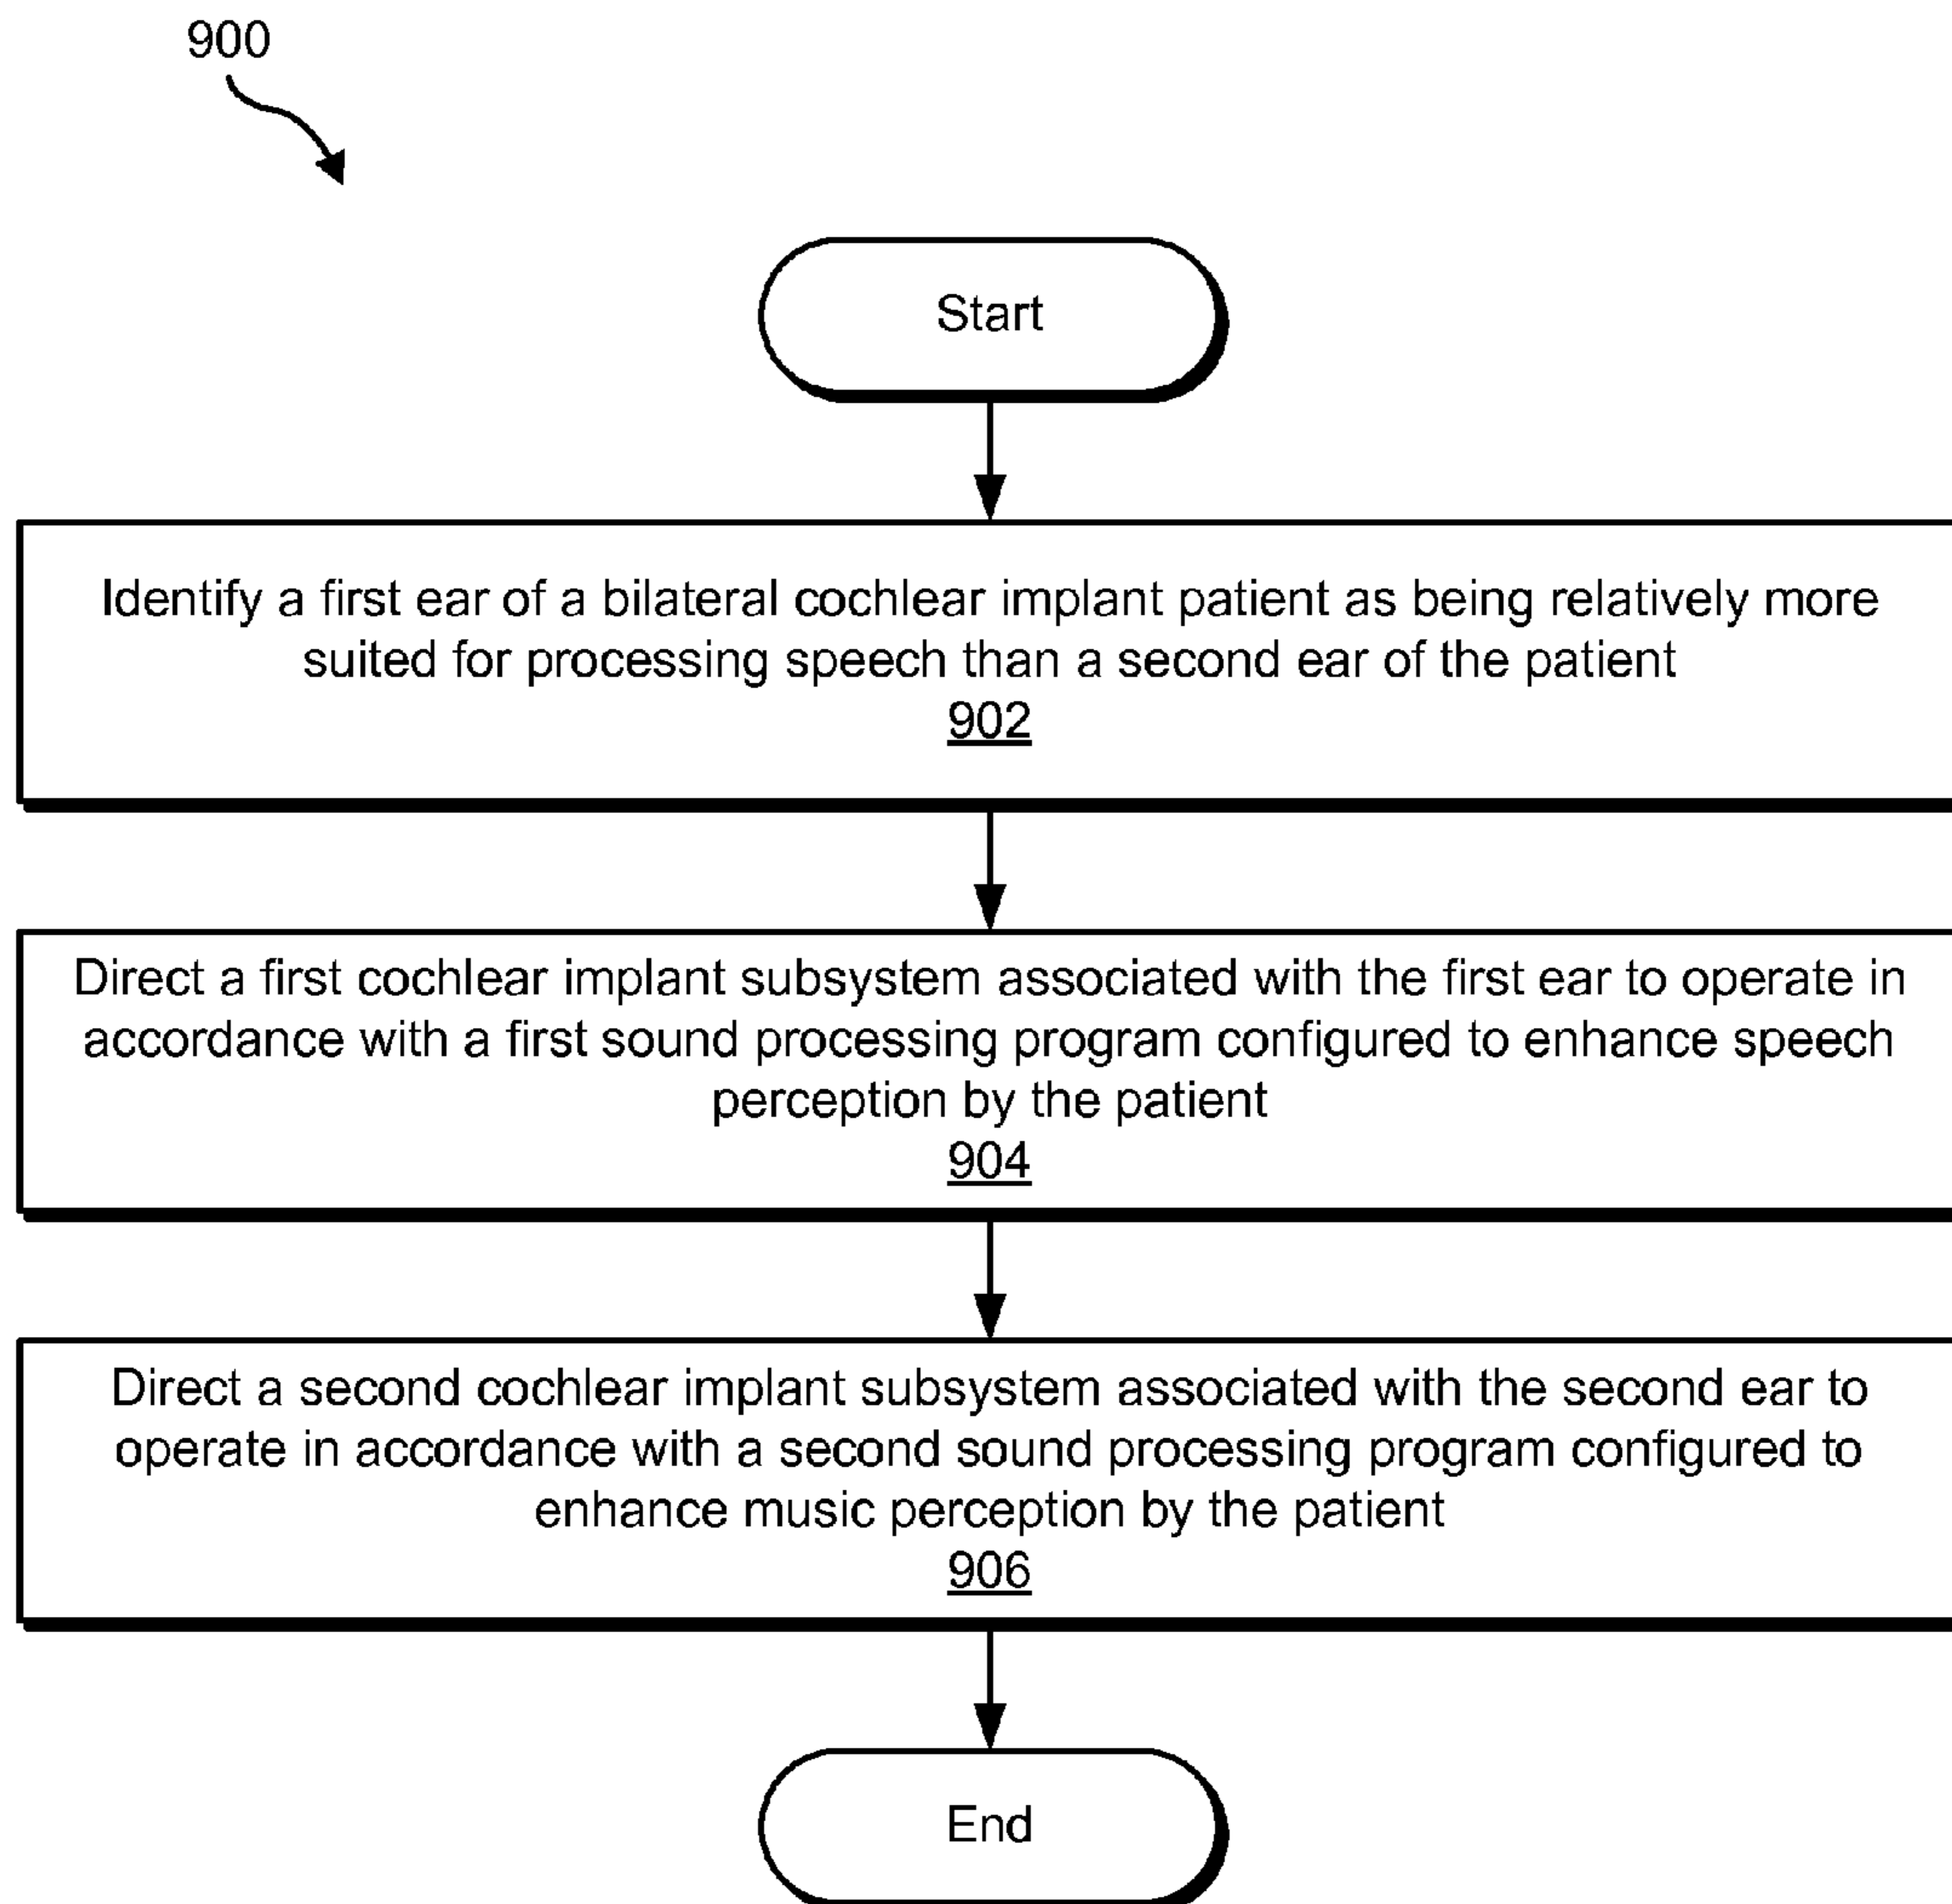 900
Start
Identify a first ear of a bilateral cochlear implant patient as being relatively more
suited for processing speech than a second ear of the patient
902
Direct a first cochlear implant subsystem associated with the first ear to operate in
accordance with a first sound processing program configured to enhance speech
perception by the patient
904
Direct a second cochlear implant subsystem associated with the second ear to
operate in accordance with a second sound processing program configured to
enhance music perception by the patient
906
End